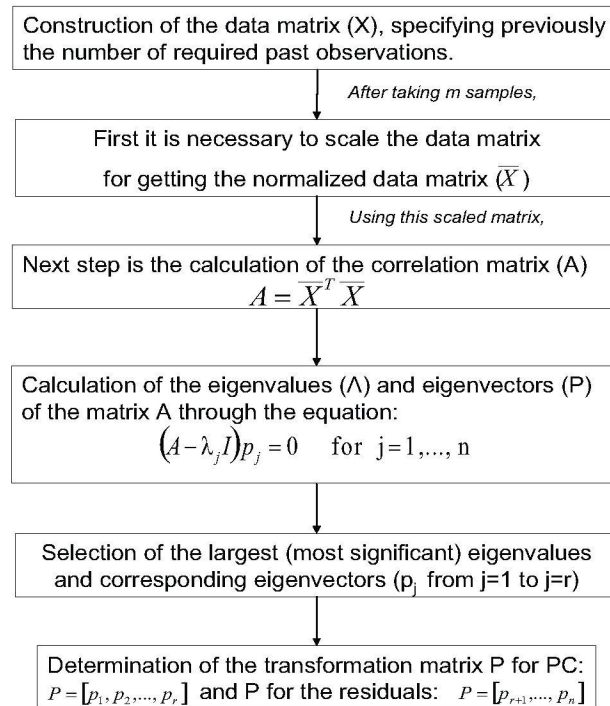 Construction of the data matrix (X), specifying previously
the number of required past observations.
After taking m samples,
First it is necessary to scale the data matrix
for getting the normalized data matrix (X̅ )
Using this scaled matrix,
Next step is the calculation of the correlation matrix (A)
A = X̅ᵀ X̅
Calculation of the eigenvalues (Λ) and eigenvectors (P)
of the matrix A through the equation:
(A − λⱼI)pⱼ = 0 for j=1,..., n
Selection of the largest (most significant) eigenvalues
and corresponding eigenvectors (pⱼ from j=1 to j=r)
Determination of the transformation matrix P for PC:
P = [p₁, p₂,..., pᵣ] and P for the residuals: P = [pᵣ₊₁,..., pₙ]